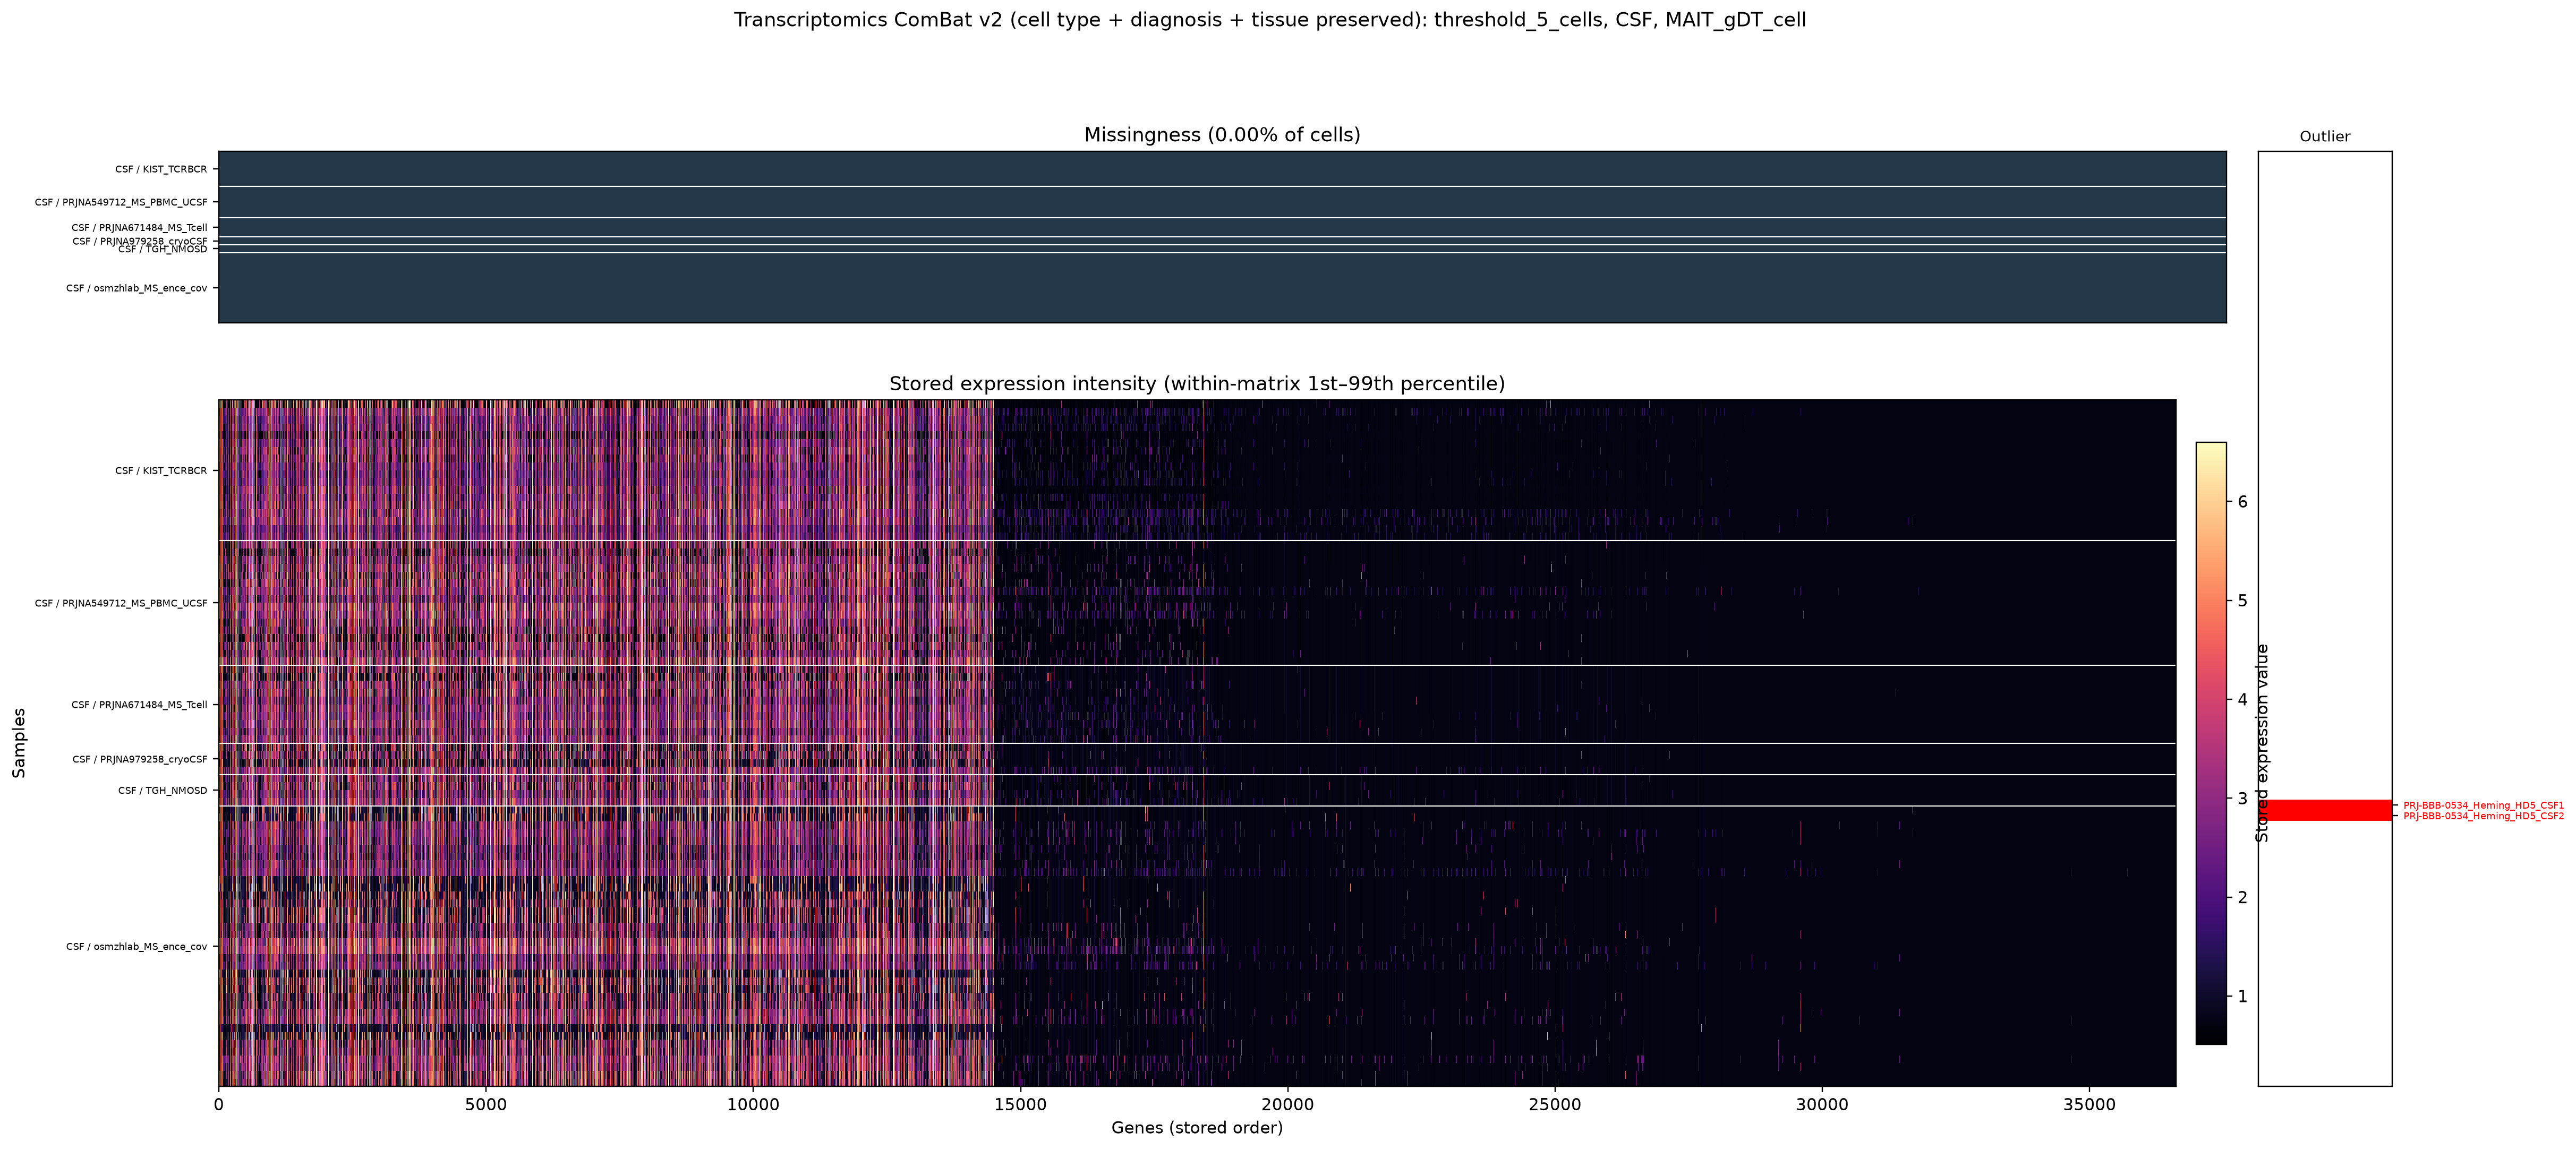 Transcriptomics ComBat v2 (cell type + diagnosis + tissue preserved): threshold_5_cells, CSF, MAIT_gDT_cell
Missingness (0.00% of cells)
Outlier
CSF / KIST_TCRBCR
CSF / PRJNA549712_MS_PBMC_UCSF
CSF / PRJNA671484_MS_Tcell
CSF / PRJNA979258_cryoCSF
CSF / TGH_NMOSD
CSF / osmzhlab_MS_ence_cov
Stored expression intensity (within-matrix 1st–99th percentile)
CSF / KIST_TCRBCR
CSF / PRJNA549712_MS_PBMC_UCSF
CSF / PRJNA671484_MS_Tcell
CSF / PRJNA979258_cryoCSF
CSF / TGH_NMOSD
CSF / osmzhlab_MS_ence_cov
Samples
6
5
4
3
2
1
Stored expression value
PRJ-BBB-0534_Heming_HD5_CSF1
PRJ-BBB-0534_Heming_HD5_CSF2
0 5000 10000 15000 20000 25000 30000 35000
Genes (stored order)